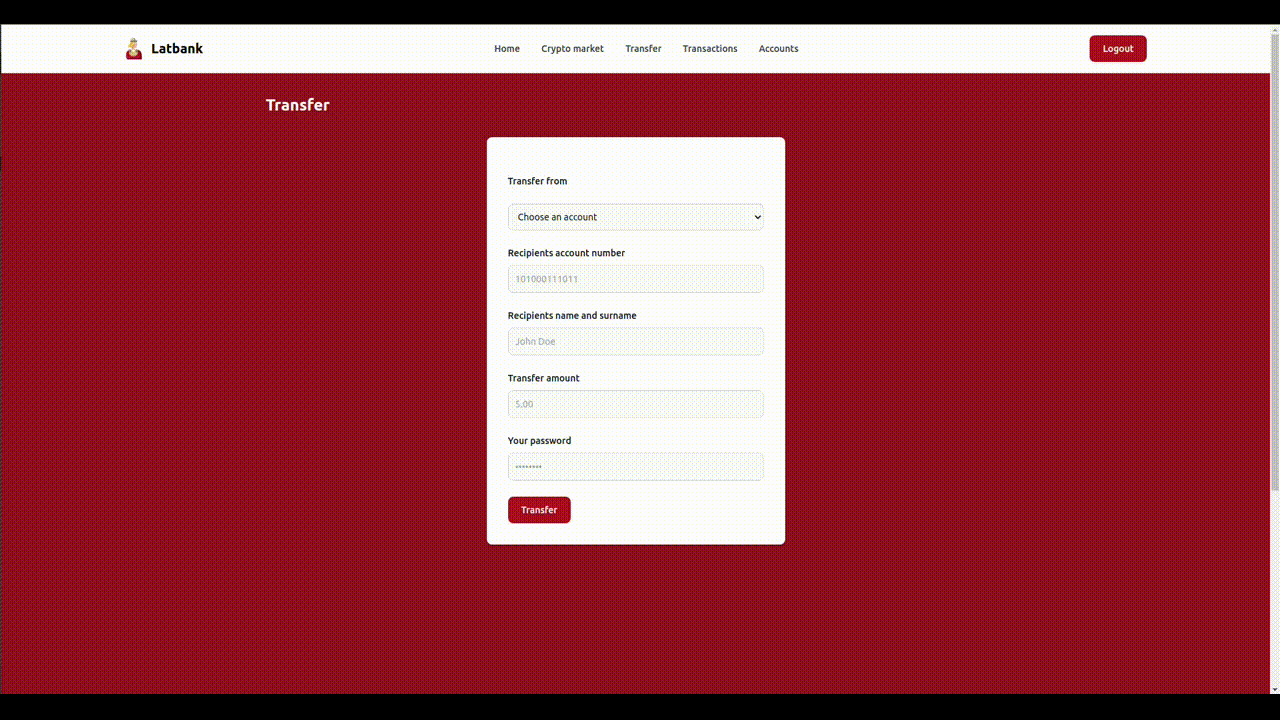 Latbank
Home Crypto market Transfer Transactions Accounts
Logout
Transfer
Transfer from
Choose an account
Recipients account number
101000111011
Recipients name and surname
John Doe
Transfer amount
5.00
Your password
••••••••
Transfer